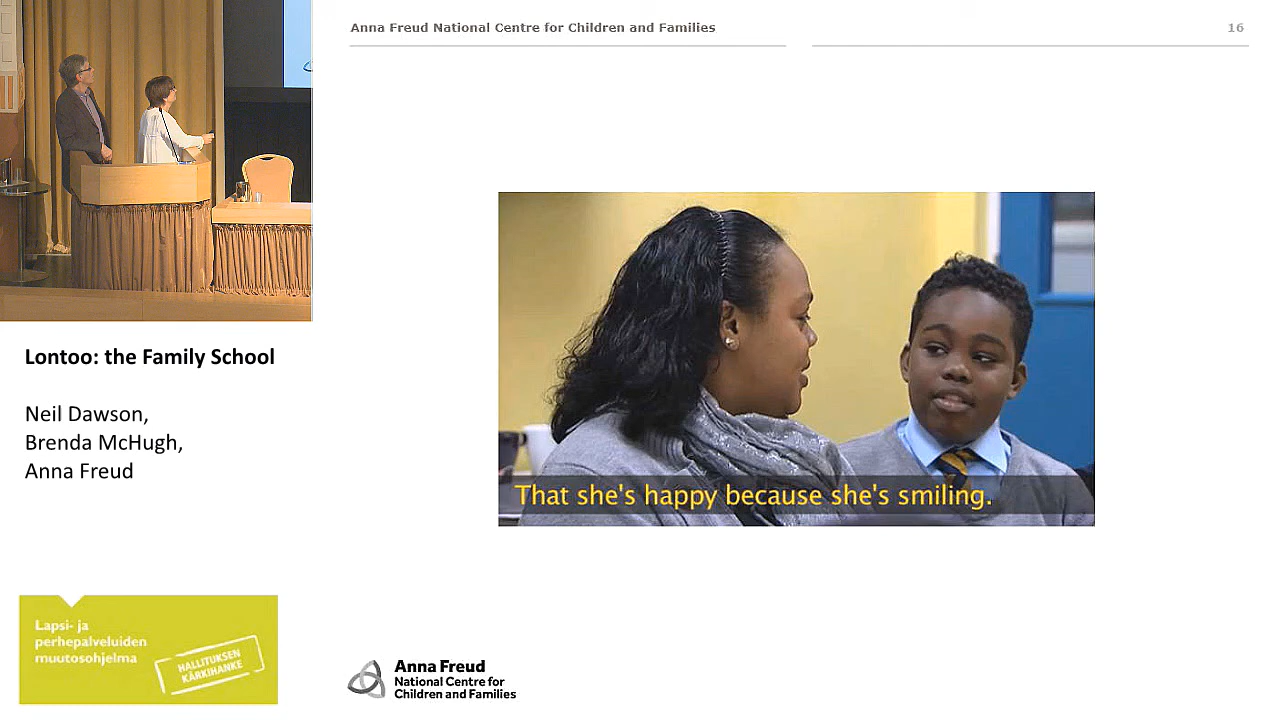 Anna Freud National Centre for Children and Families
16
That she's happy because she's smiling.
Lontoo: the Family School
Neil Dawson,
Brenda McHugh,
Anna Freud
Lapsi- ja
perhepalveluiden
muutosohjelma
HALLITUKSEN
KÄRKIHANKE
Anna Freud
National Centre for
Children and Families